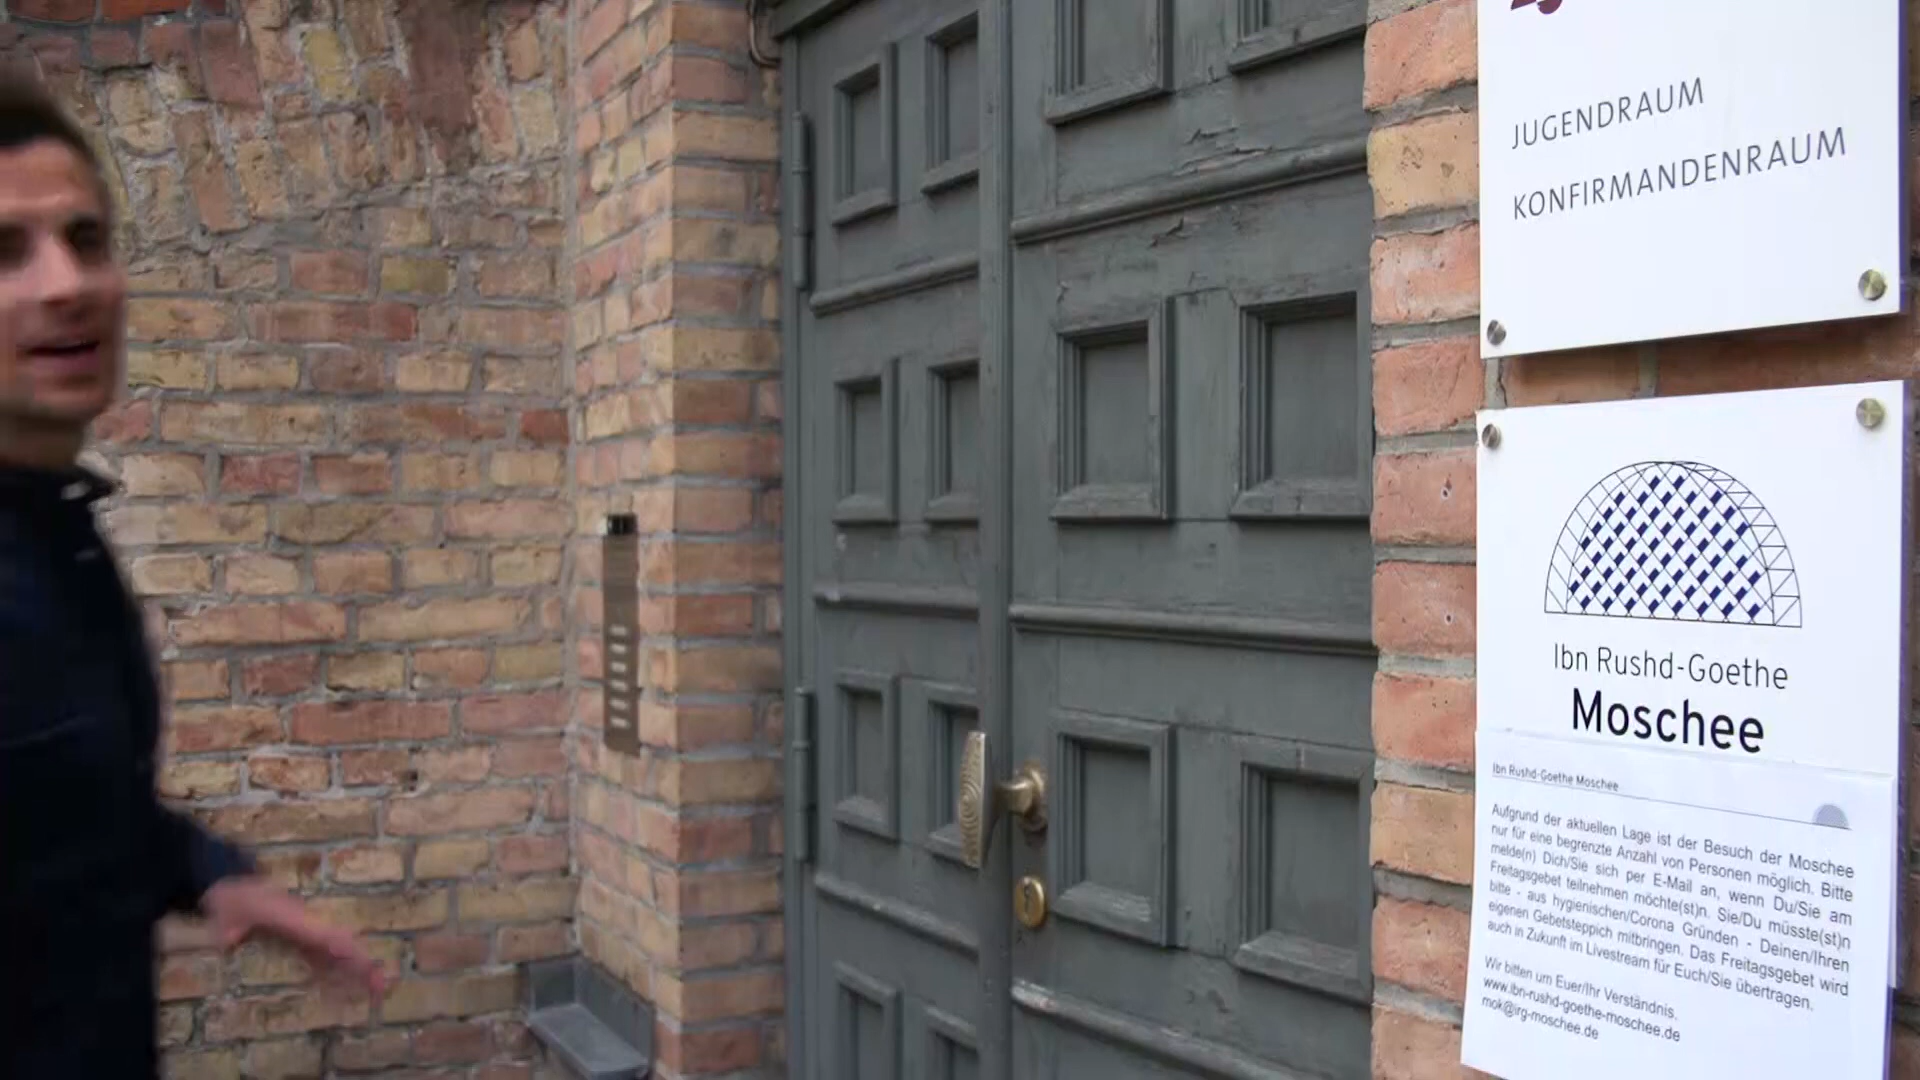 JUGENDRAUM
KONFIRMANDENRAUM
Ibn Rushd-Goethe
Moschee
Ibn Rushd-Goethe Moschee
Aufgrund der aktuellen Lage ist der Besuch der Moschee
nur für eine begrenzte Anzahl von Personen möglich. Bitte
melde(n) Dich/Sie sich per E-Mail an, wenn Du/Sie am
Freitagsgebet teilnehmen möchte(st)n. Sie/Du müsste(st)n
bitte - aus hygienischen/Corona Gründen - Deinen/Ihren
eigenen Gebetsteppich mitbringen. Das Freitagsgebet wird
auch in Zukunft im Livestream für Euch/Sie übertragen.
Wir bitten um Euer/Ihr Verständnis.
www.ibn-rushd-goethe-moschee.de
mok@irg-moschee.de